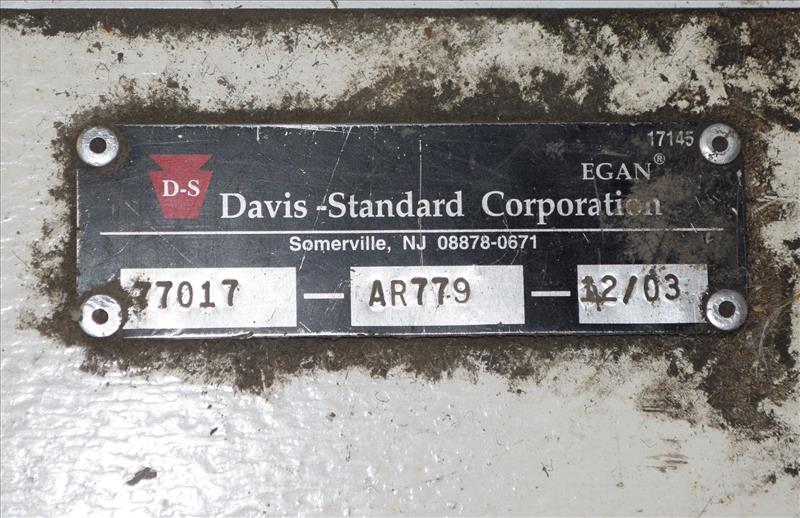 17145
EGAN®
D-S
Davis-Standard Corporation
Somerville, NJ 08878-0671
77017 — AR779 — 12/03